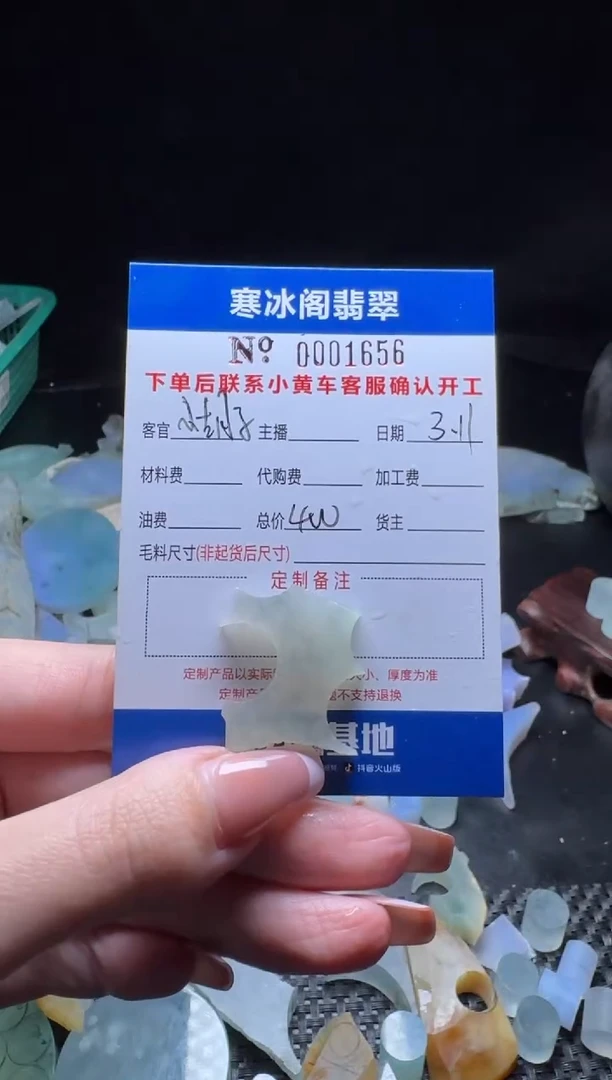 寒冰阁翡翠
Nº 0001656
下单后联系小黄车客服确认开工
客官 主播 日期 3.11
材料费 代购费 加工费
油费 总价 400 货主
毛料尺寸(非起货后尺寸)
定制备注
定制产品以实际 大小、厚度为准
定制产 不支持退换
基地
抖音火山版